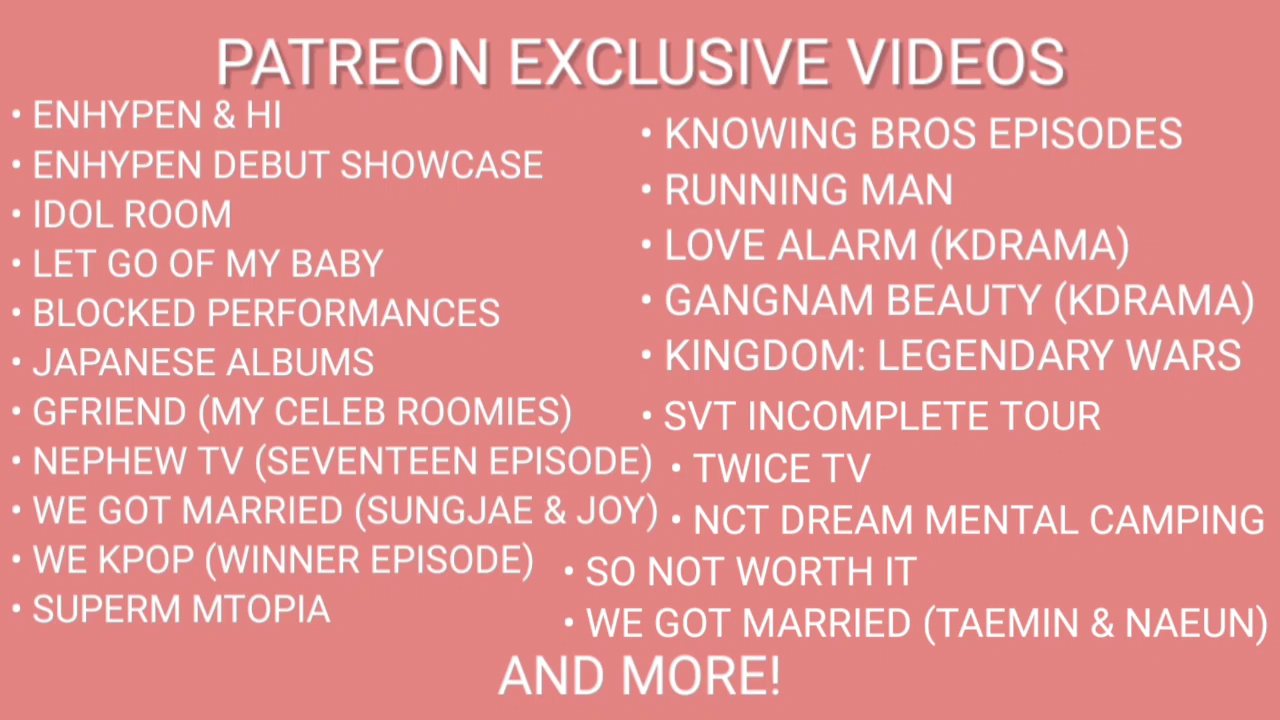 PATREON EXCLUSIVE VIDEOS
• ENHYPEN & HI
• ENHYPEN DEBUT SHOWCASE
• IDOL ROOM
• LET GO OF MY BABY
• BLOCKED PERFORMANCES
• JAPANESE ALBUMS
• GFRIEND (MY CELEB ROOMIES)
• NEPHEW TV (SEVENTEEN EPISODE)
• WE GOT MARRIED (SUNGJAE & JOY)
• WE KPOP (WINNER EPISODE)
• SUPERM MTOPIA
• KNOWING BROS EPISODES
• RUNNING MAN
• LOVE ALARM (KDRAMA)
• GANGNAM BEAUTY (KDRAMA)
• KINGDOM: LEGENDARY WARS
• SVT INCOMPLETE TOUR
• TWICE TV
• NCT DREAM MENTAL CAMPING
• SO NOT WORTH IT
• WE GOT MARRIED (TAEMIN & NAEUN)
AND MORE!